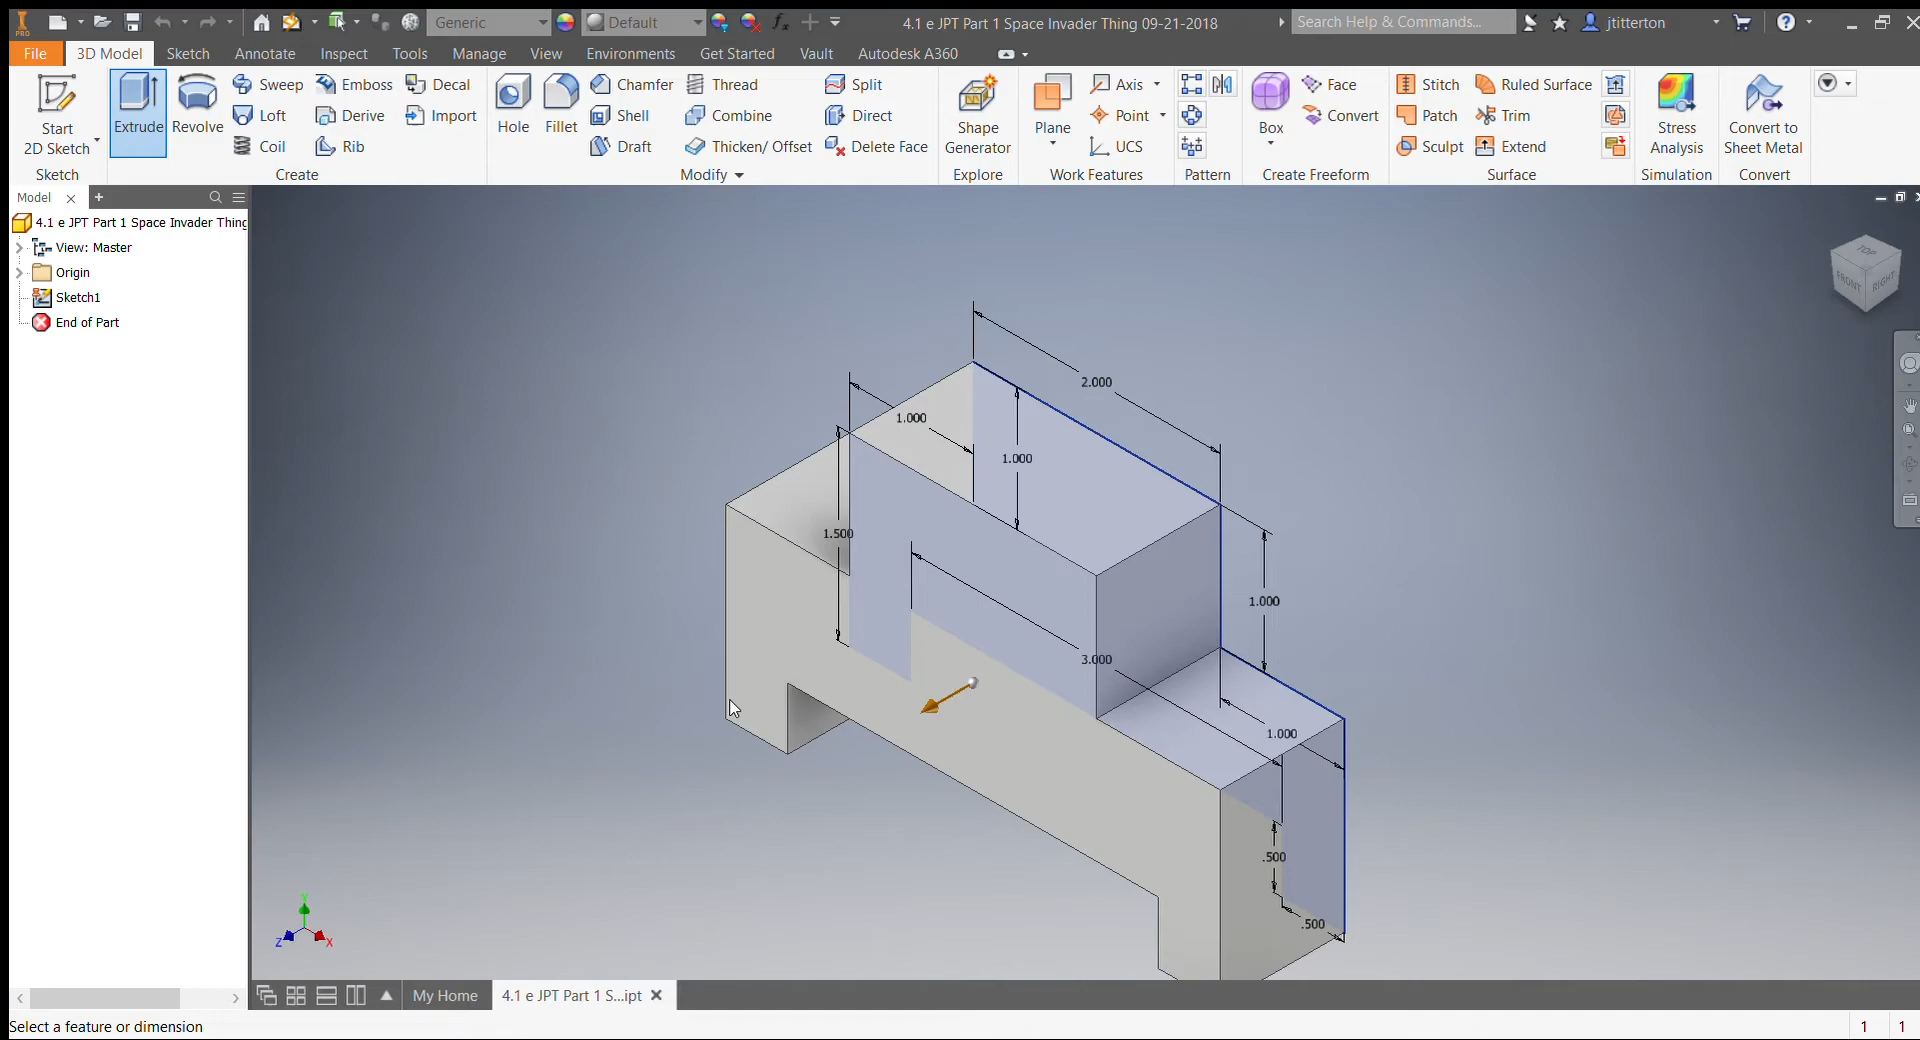 PRO
Generic
Default
fx
4.1 e JPT Part 1 Space Invader Thing 09-21-2018
Search Help & Commands...
jtitterton
File
3D Model
Sketch
Annotate
Inspect
Tools
Manage
View
Environments
Get Started
Vault
Autodesk A360
Start
2D Sketch
Sketch
Extrude
Revolve
Sweep
Emboss
Decal
Loft
Derive
Import
Coil
Rib
Create
Hole
Fillet
Chamfer
Thread
Split
Shell
Combine
Direct
Draft
Thicken/ Offset
Delete Face
Modify
Shape
Generator
Explore
Plane
Axis
Point
UCS
Work Features
Pattern
Box
Face
Convert
Create Freeform
Stitch
Ruled Surface
Patch
Trim
Sculpt
Extend
Surface
Stress
Analysis
Simulation
Convert to
Sheet Metal
Convert
Model
4.1 e JPT Part 1 Space Invader Thing
View: Master
Origin
Sketch1
End of Part
TOP
FRONT
RIGHT
2.000
1.000
1.000
1.500
1.000
3.000
1.000
.500
.500
Y
Z
X
My Home
4.1 e JPT Part 1 S...ipt
Select a feature or dimension
1
1